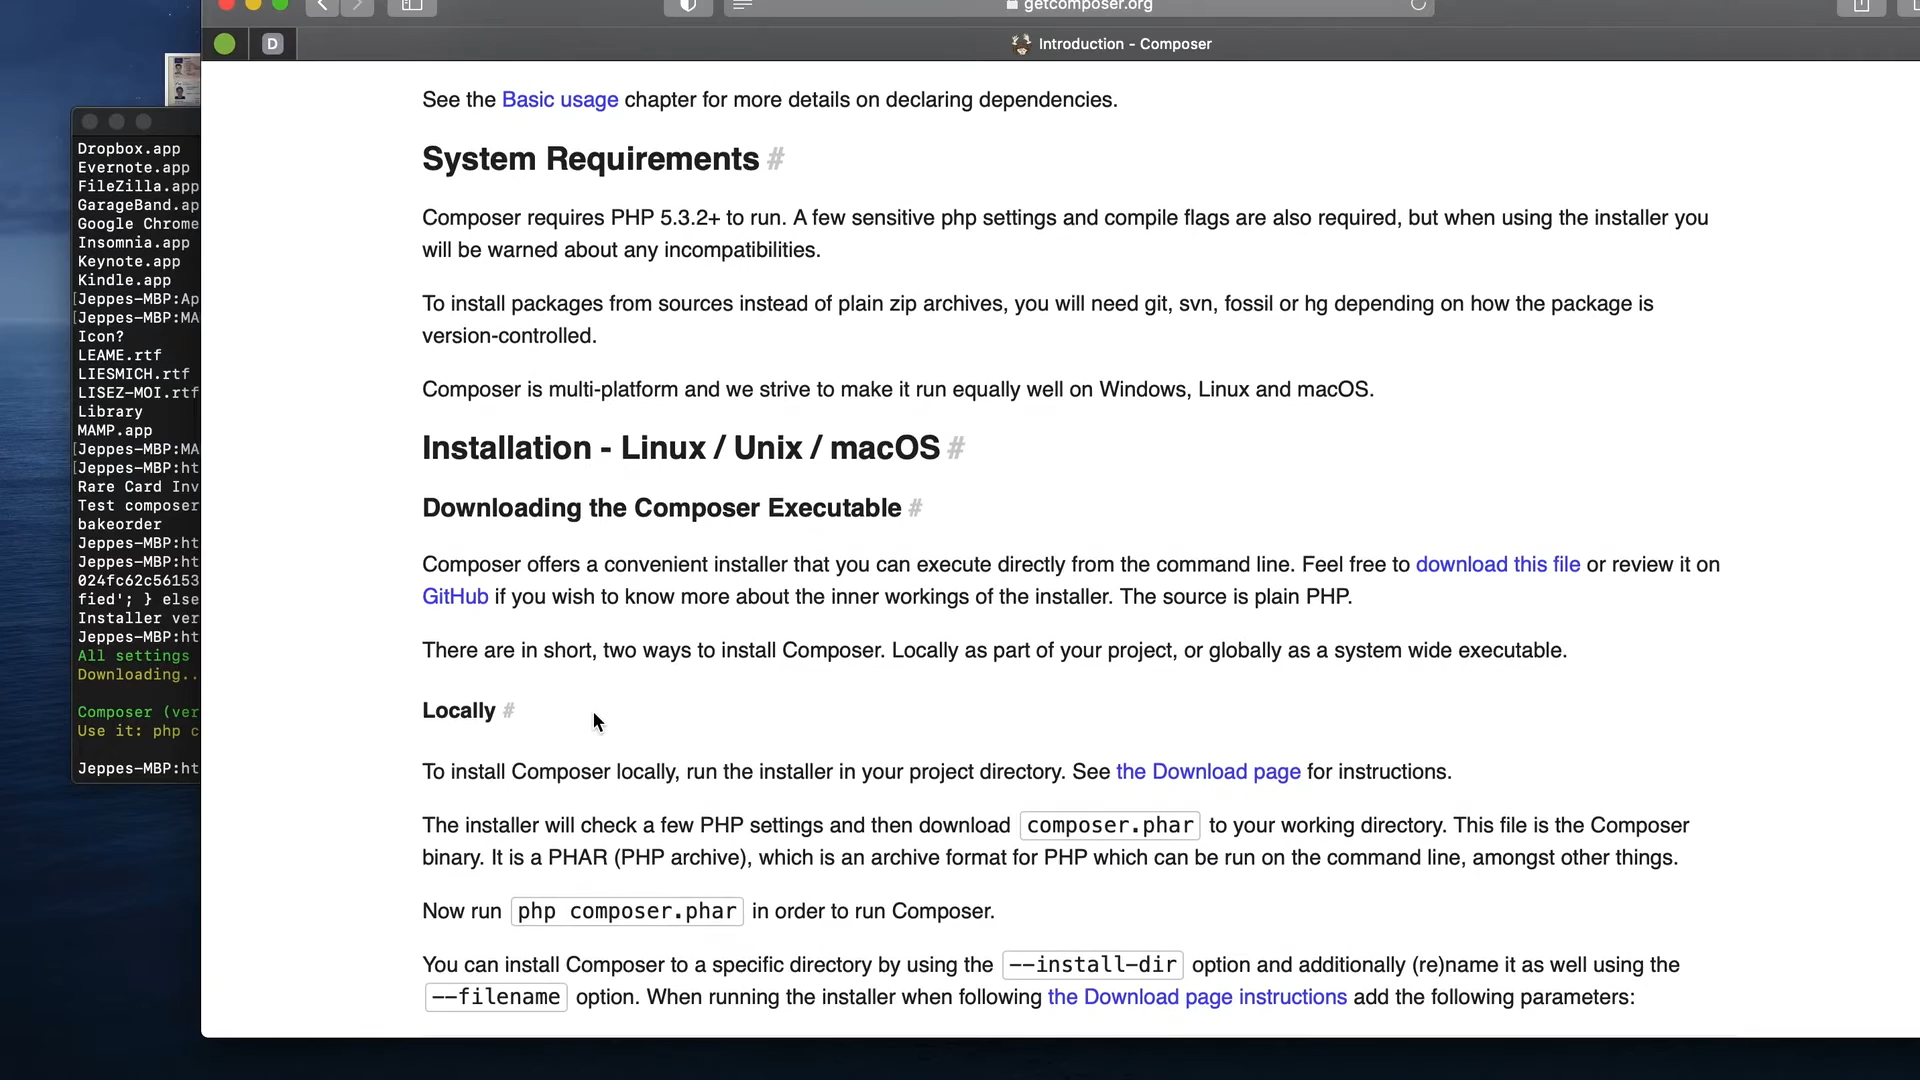 getcomposer.org
D
Introduction - Composer
See the Basic usage chapter for more details on declaring dependencies.
System Requirements #
Composer requires PHP 5.3.2+ to run. A few sensitive php settings and compile flags are also required, but when using the installer you
will be warned about any incompatibilities.
To install packages from sources instead of plain zip archives, you will need git, svn, fossil or hg depending on how the package is
version-controlled.
Composer is multi-platform and we strive to make it run equally well on Windows, Linux and macOS.
Installation - Linux / Unix / macOS #
Downloading the Composer Executable #
Composer offers a convenient installer that you can execute directly from the command line. Feel free to download this file or review it on
GitHub if you wish to know more about the inner workings of the installer. The source is plain PHP.
There are in short, two ways to install Composer. Locally as part of your project, or globally as a system wide executable.
Locally #
To install Composer locally, run the installer in your project directory. See the Download page for instructions.
The installer will check a few PHP settings and then download composer.phar to your working directory. This file is the Composer
binary. It is a PHAR (PHP archive), which is an archive format for PHP which can be run on the command line, amongst other things.
Now run php composer.phar in order to run Composer.
You can install Composer to a specific directory by using the --install-dir option and additionally (re)name it as well using the
--filename option. When running the installer when following the Download page instructions add the following parameters:
Dropbox.app
Evernote.app
FileZilla.app
GarageBand.ap
Google Chrome
Insomnia.app
Keynote.app
Kindle.app
[Jeppes-MBP:Ap
[Jeppes-MBP:MA
Icon?
LEAME.rtf
LIESMICH.rtf
LISEZ-MOI.rtf
Library
MAMP.app
[Jeppes-MBP:MA
[Jeppes-MBP:ht
Rare Card Inv
Test composer
bakeorder
Jeppes-MBP:ht
Jeppes-MBP:ht
024fc62c56153
fied'; } else
Installer ver
Jeppes-MBP:ht
All settings
Downloading..
Composer (ver
Use it: php c
Jeppes-MBP:ht